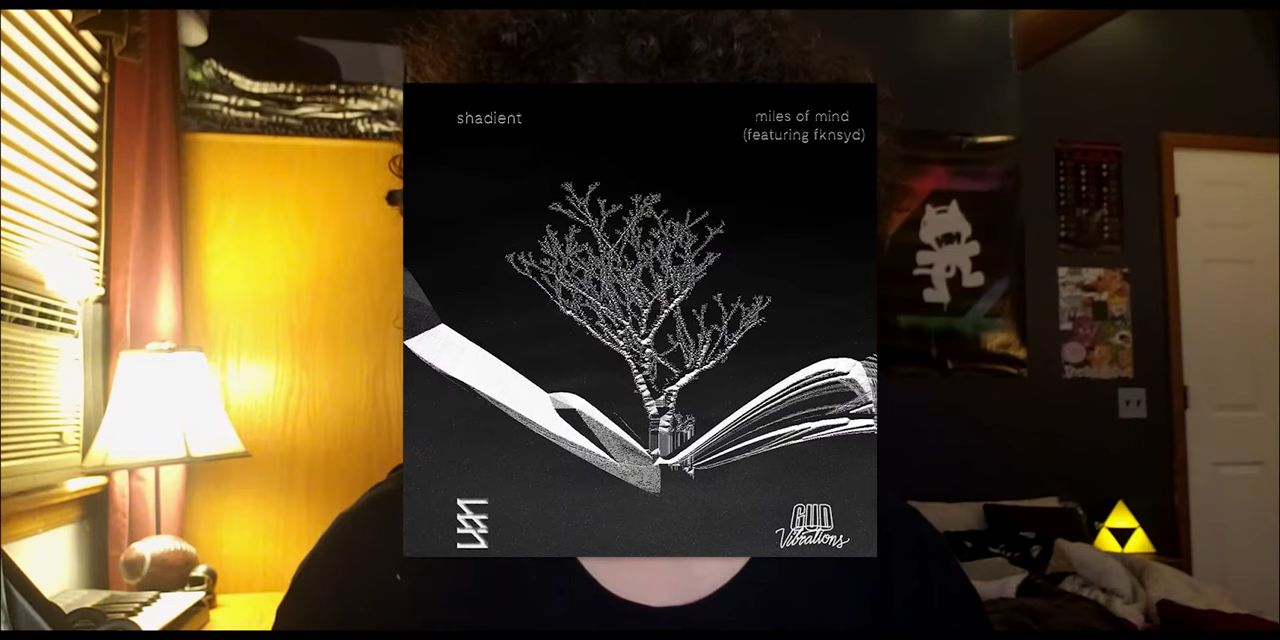 shadient
miles of mind
(featuring fknsyd)
GUD
Vibrations